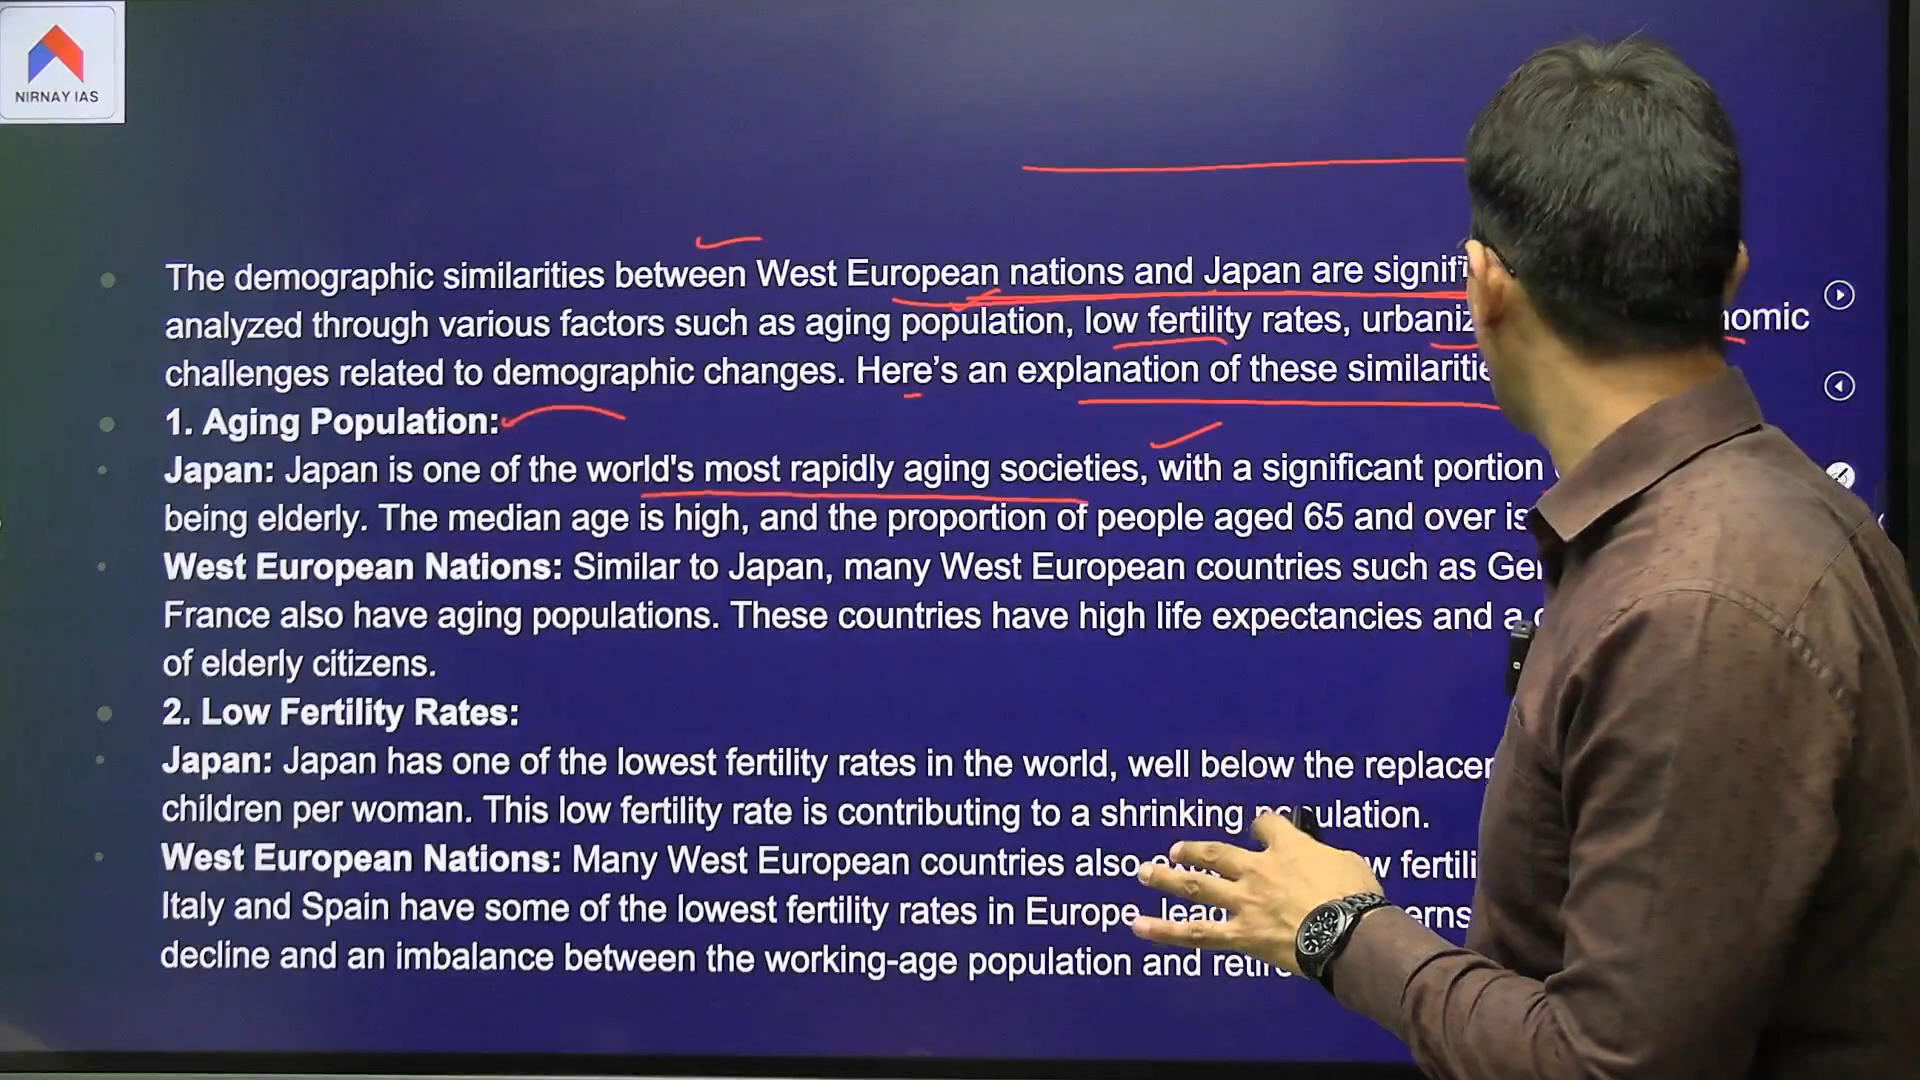 NIRNAY IAS
The demographic similarities between West European nations and Japan are
analyzed through various factors such as aging population, low fertility rates,
challenges related to demographic changes. Here's an explanation of these
1. Aging Population:
Japan: Japan is one of the world's most rapidly aging societies, with a significant portion
being elderly. The median age is high, and the proportion of people aged 65 and over is
West European Nations: Similar to Japan, many West European countries such as
France also have aging populations. These countries have high life expectancies and a
of elderly citizens.
2. Low Fertility Rates:
Japan: Japan has one of the lowest fertility rates in the world, well below the
children per woman. This low fertility rate is contributing to a shrinking population.
West European Nations: Many West European countries also
Italy and Spain have some of the lowest fertility rates in Europe,
decline and an imbalance between the working-age population and